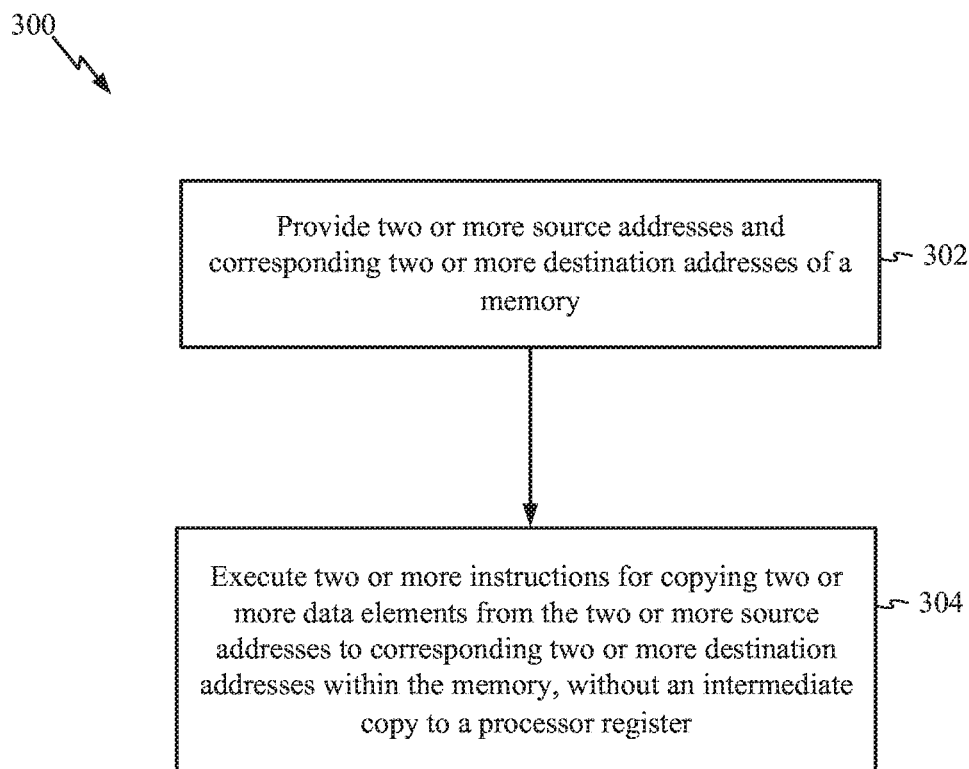 300
Provide two or more source addresses and
corresponding two or more destination addresses of a
memory
302
Execute two or more instructions for copying two or
more data elements from the two or more source
addresses to corresponding two or more destination
addresses within the memory, without an intermediate
copy to a processor register
304